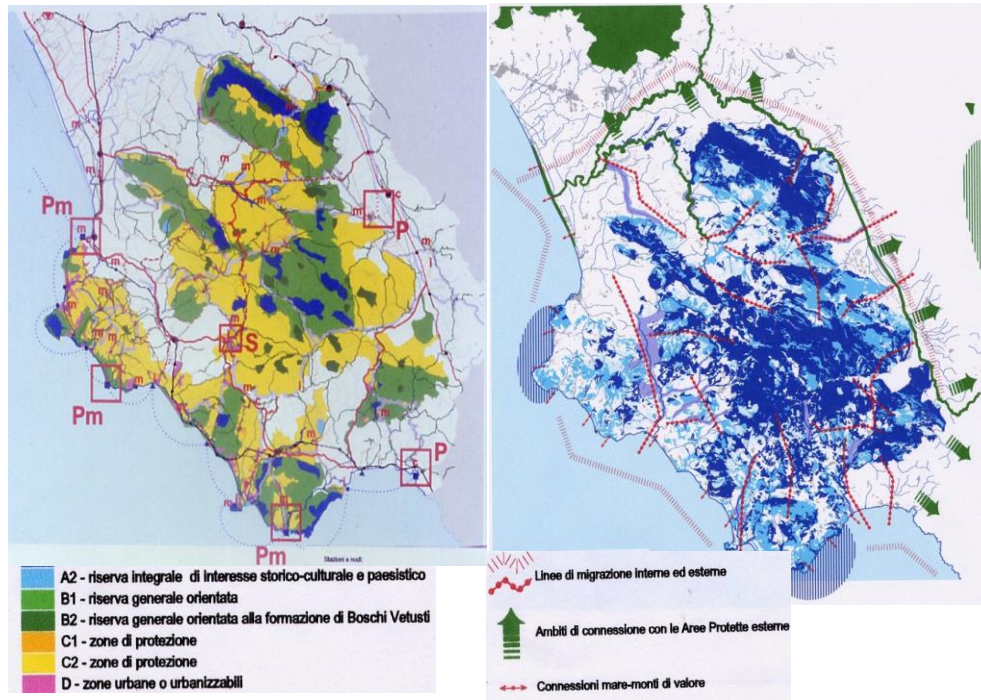 Pm
P
S
Pm
P
Pm
Stazioni e nodi
A2 - riserva integrale di interesse storico-culturale e paesistico
B1 - riserva generale orientata
B2 - riserva generale orientata alla formazione di Boschi Vetusti
C1 - zone di protezione
C2 - zone di protezione
D - zone urbane o urbanizzabili
Linee di migrazione interne ed esterne
Ambiti di connessione con le Aree Protette esterne
Connessioni mare-monti di valore